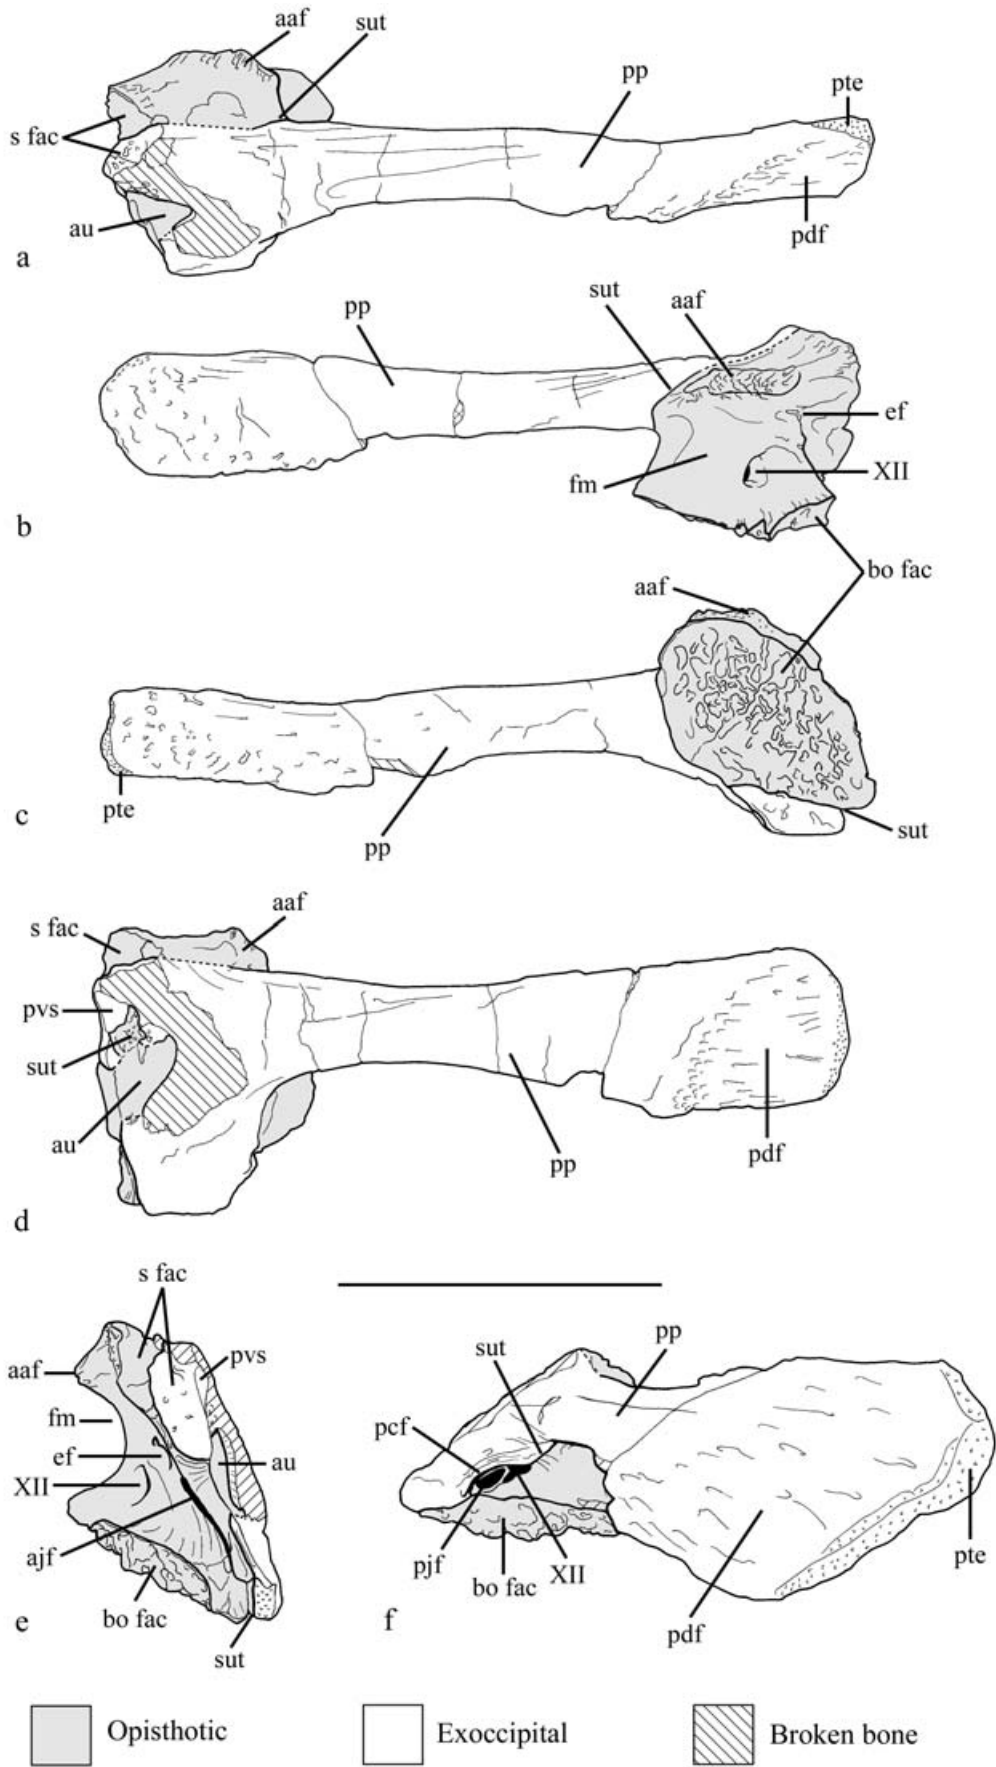 aaf
sut
pp
pte
s fac
au
pdf
a
pp
sut
aaf
ef
fm
XII
b
bo fac
aaf
pte
pp
sut
c
s fac
aaf
pvs
sut
au
pp
pdf
d
s fac
aaf
pvs
fm
ef
au
XII
ajf
bo fac
sut
e
sut
pp
pcf
pjf
bo fac
XII
pdf
pte
f
Opisthotic
Exoccipital
Broken bone